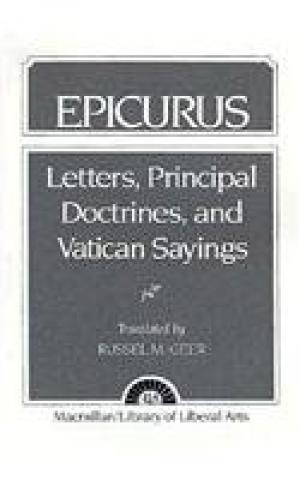 EPICURUS
Letters, Principal
Doctrines, and
Vatican Sayings
Translated by
RUSSEL M. GEER
Macmillan/Library of Liberal Arts